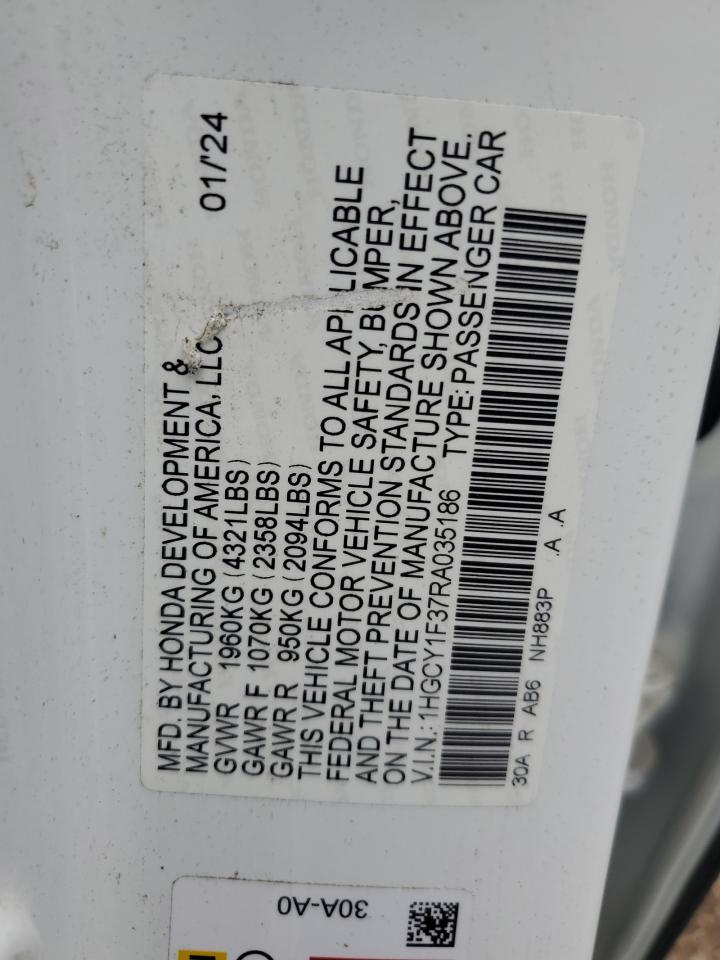 MFD. BY HONDA DEVELOPMENT &
MANUFACTURING OF AMERICA, LLC 01/'24
GVWR 1960KG (4321LBS)
GAWR F 1070KG (2358LBS)
GAWR R 950KG (2094LBS)
THIS VEHICLE CONFORMS TO ALL APPLICABLE
FEDERAL MOTOR VEHICLE SAFETY, BUMPER,
AND THEFT PREVENTION STANDARDS IN EFFECT
ON THE DATE OF MANUFACTURE SHOWN ABOVE.
V.I.N.: 1HGCY1F37RA035186 TYPE: PASSENGER CAR
30A R AB6 NH883P .A .A
30A-A0